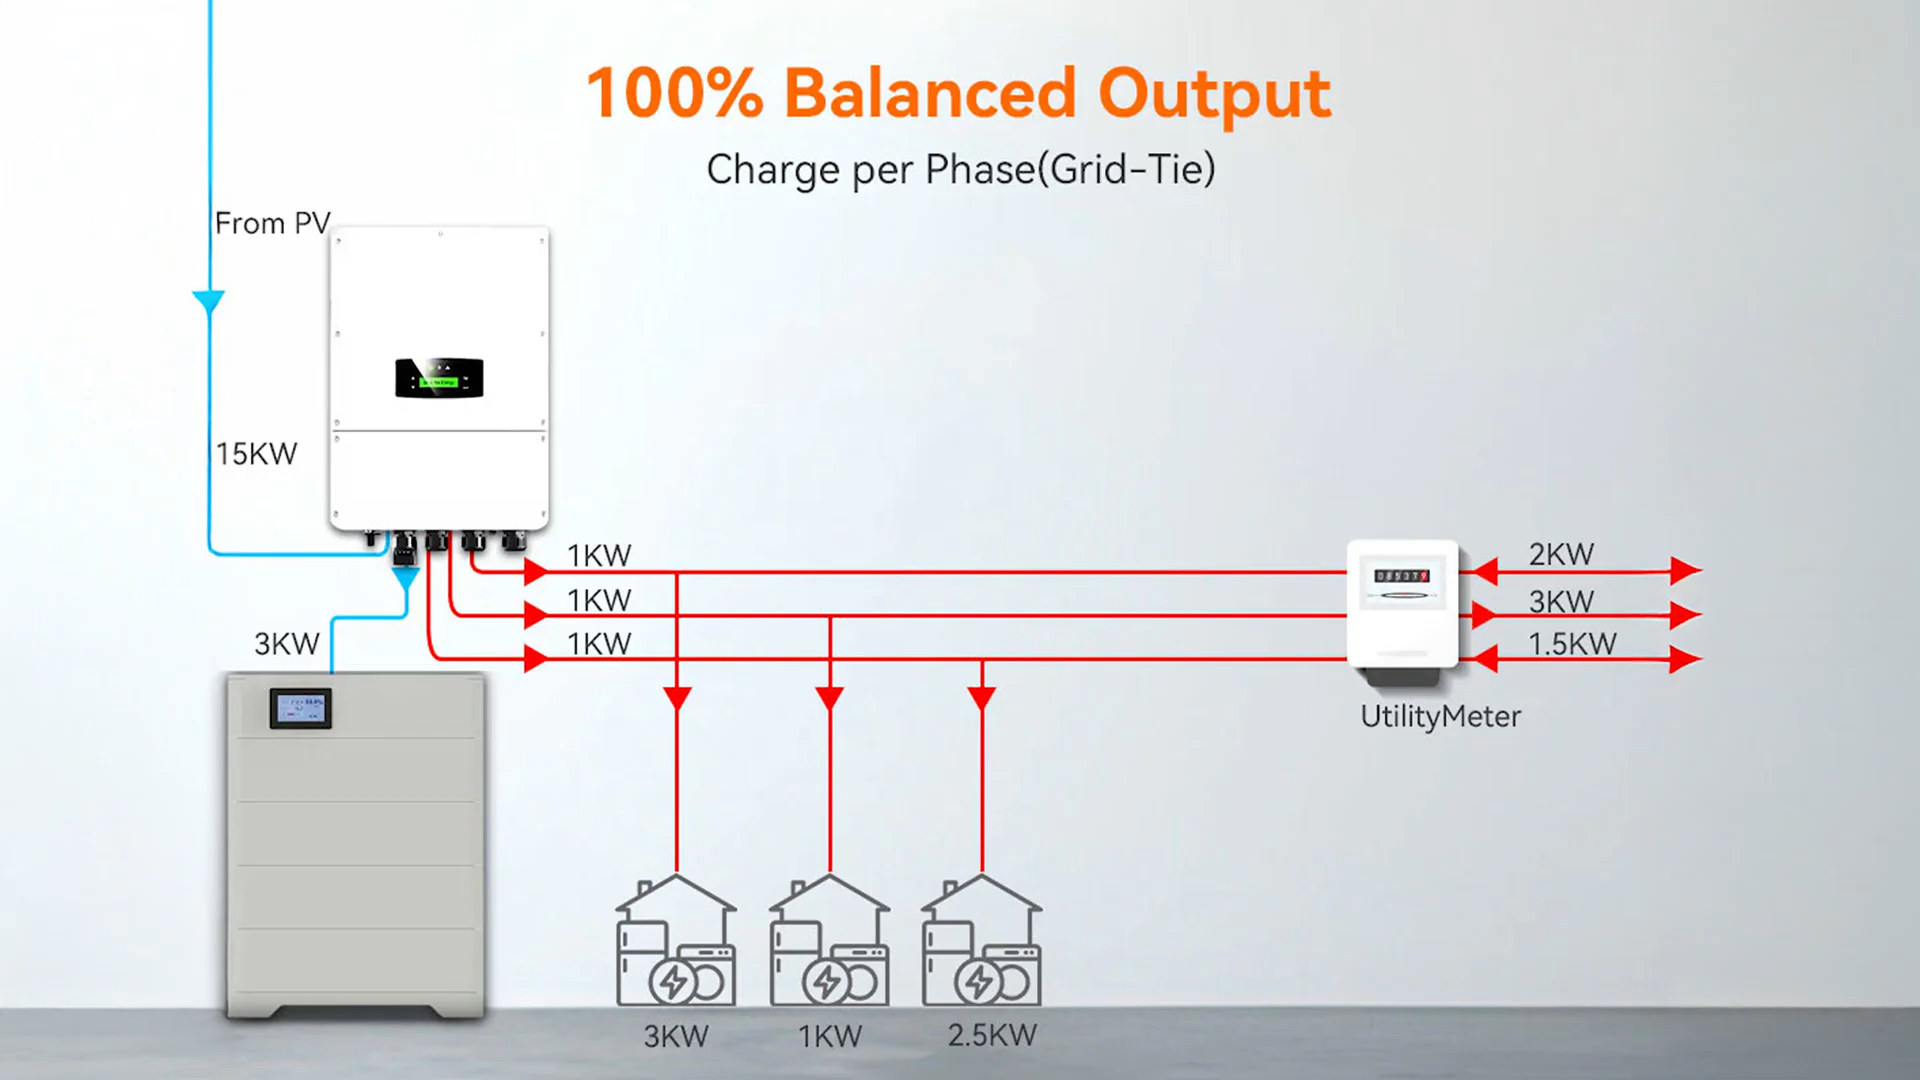 100% Balanced Output
Charge per Phase(Grid-Tie)
From PV
15KW
3KW
1KW
1KW
1KW
2KW
3KW
1.5KW
UtilityMeter
3KW
1KW
2.5KW